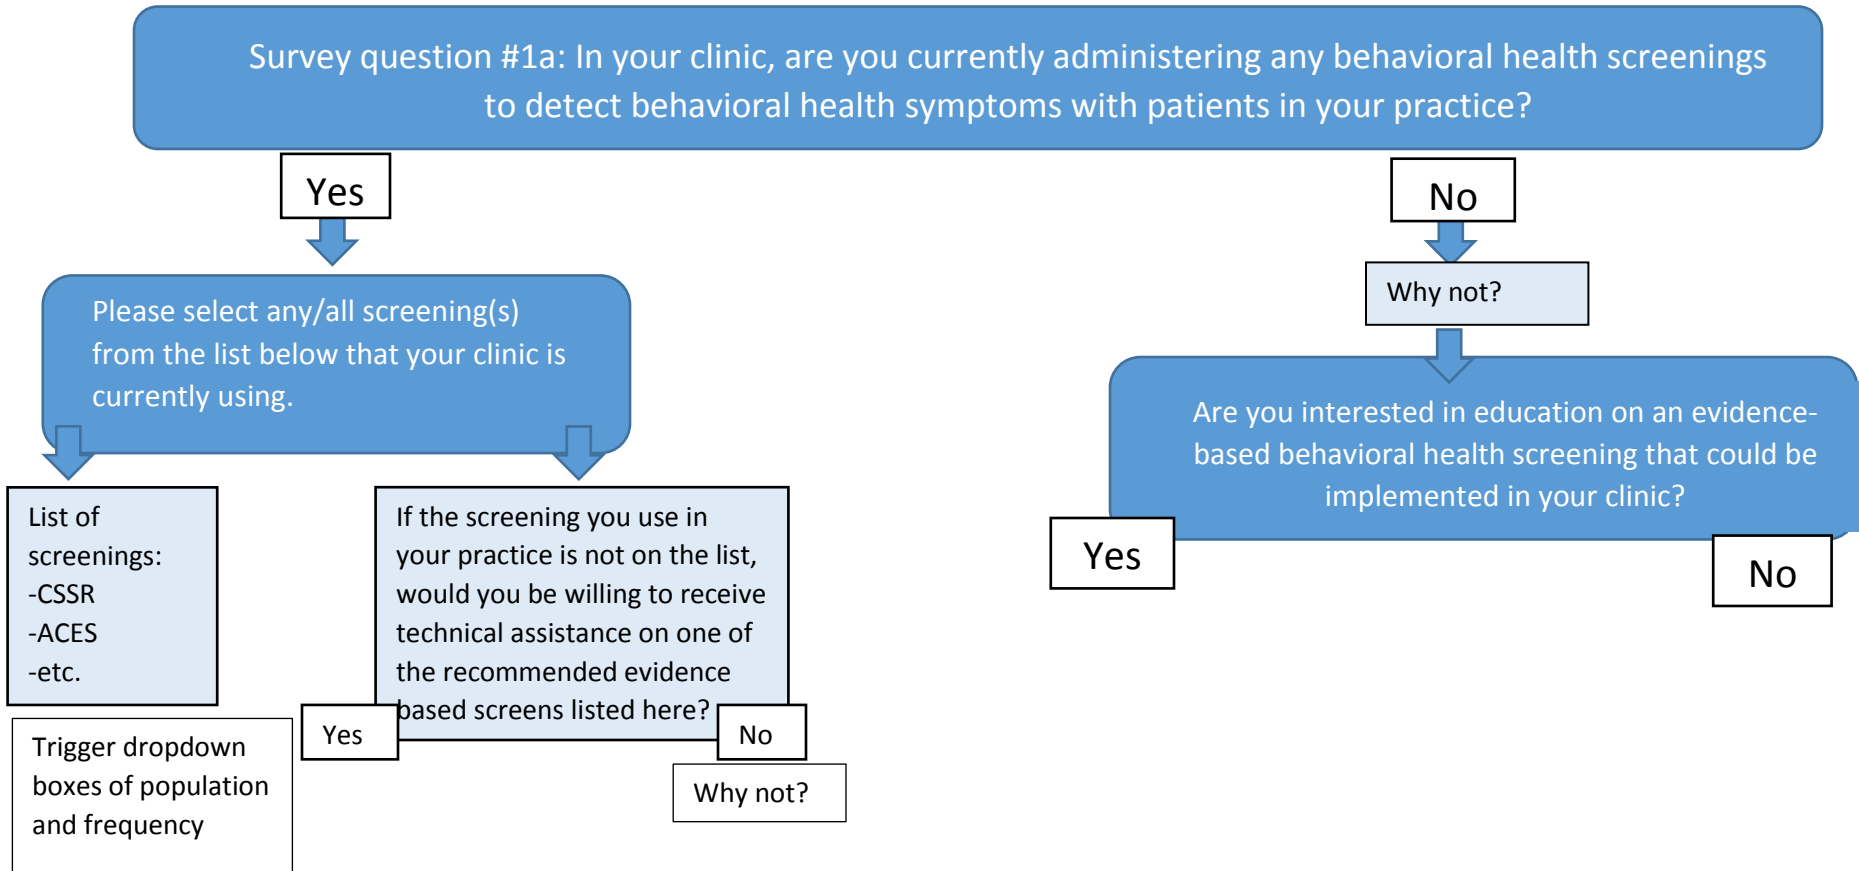 Survey question #1a: In your clinic, are you currently administering any behavioral health screenings
to detect behavioral health symptoms with patients in your practice?
Yes
No
Please select any/all screening(s)
from the list below that your clinic is
currently using.
Why not?
Are you interested in education on an evidence-
based behavioral health screening that could be
implemented in your clinic?
Yes
No
List of
screenings:
-CSSR
-ACES
-etc.
If the screening you use in
your practice is not on the list,
would you be willing to receive
technical assistance on one of
the recommended evidence
based screens listed here?
Yes
No
Trigger dropdown
boxes of population
and frequency
Why not?